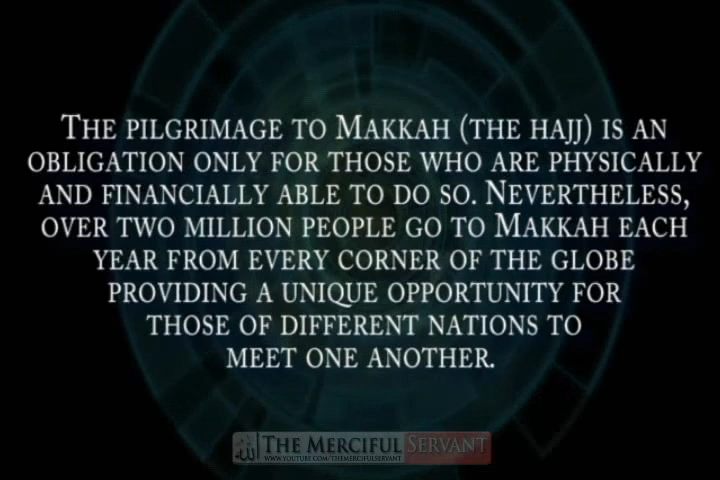 The pilgrimage to Makkah (the hajj) is an
obligation only for those who are physically
and financially able to do so. Nevertheless,
over two million people go to Makkah each
year from every corner of the globe
providing a unique opportunity for
those of different nations to
meet one another.
الله The Merciful Servant
www.youtube.com/themercifulservant